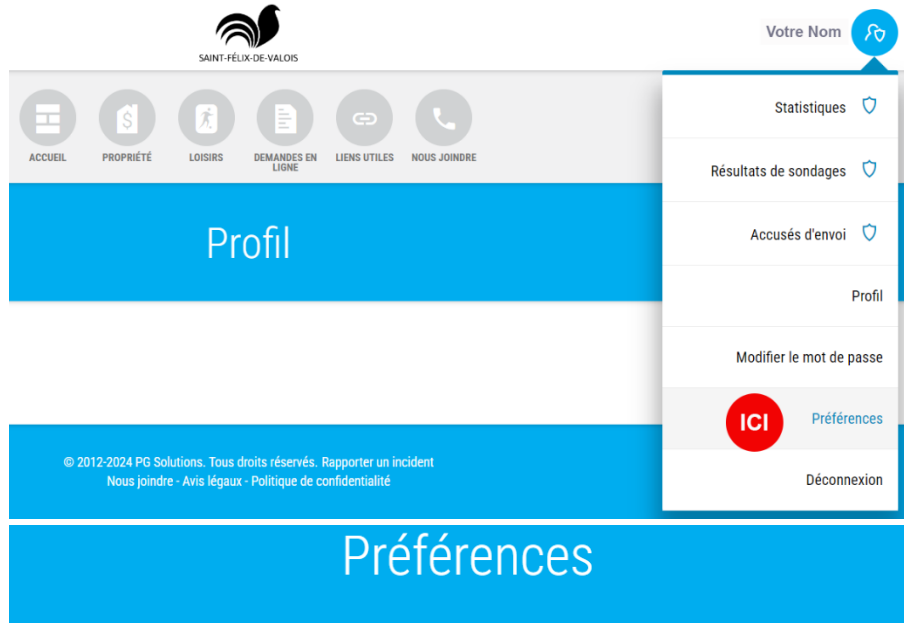 SAINT-FÉLIX-DE-VALOIS
Votre Nom
ACCUEIL
PROPRIÉTÉ
LOISIRS
DEMANDES EN
LIGNE
LIENS UTILES
NOUS JOINDRE
Profil
Statistiques
Résultats de sondages
Accusés d'envoi
Profil
Modifier le mot de passe
ICI Préférences
Déconnexion
© 2012-2024 PG Solutions. Tous droits réservés. Rapporter un incident
Nous joindre - Avis légaux - Politique de confidentialité
Préférences